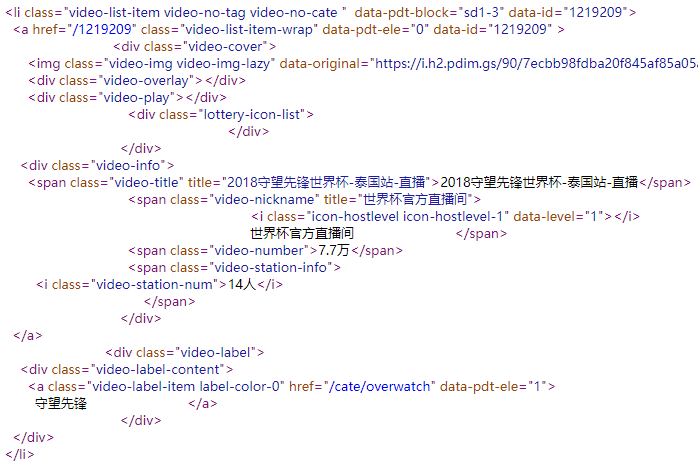 <li class="video-list-item video-no-tag video-no-cate " data-pdt-block="sd1-3" data-id="1219209">
<a href="/1219209" class="video-list-item-wrap" data-pdt-ele="0" data-id="1219209" >
<div class="video-cover">
<img class="video-img video-img-lazy" data-original="https://i.h2.pdim.gs/90/7ecbb98fdba20f845af85a05a
<div class="video-overlay"></div>
<div class="video-play"></div>
<div class="lottery-icon-list">
</div>
</div>
<div class="video-info">
<span class="video-title" title="2018守望先锋世界杯-泰国站-直播">2018守望先锋世界杯-泰国站-直播</span>
<span class="video-nickname" title="世界杯官方直播间">
<i class="icon-hostlevel icon-hostlevel-1" data-level="1"></i>
世界杯官方直播间 </span>
<span class="video-number">7.7万</span>
<span class="video-station-info">
<i class="video-station-num">14人</i>
</span>
</div>
</a>
<div class="video-label">
<div class="video-label-content">
<a class="video-label-item label-color-0" href="/cate/overwatch" data-pdt-ele="1">
守望先锋 </a>
</div>
</div>
</li>